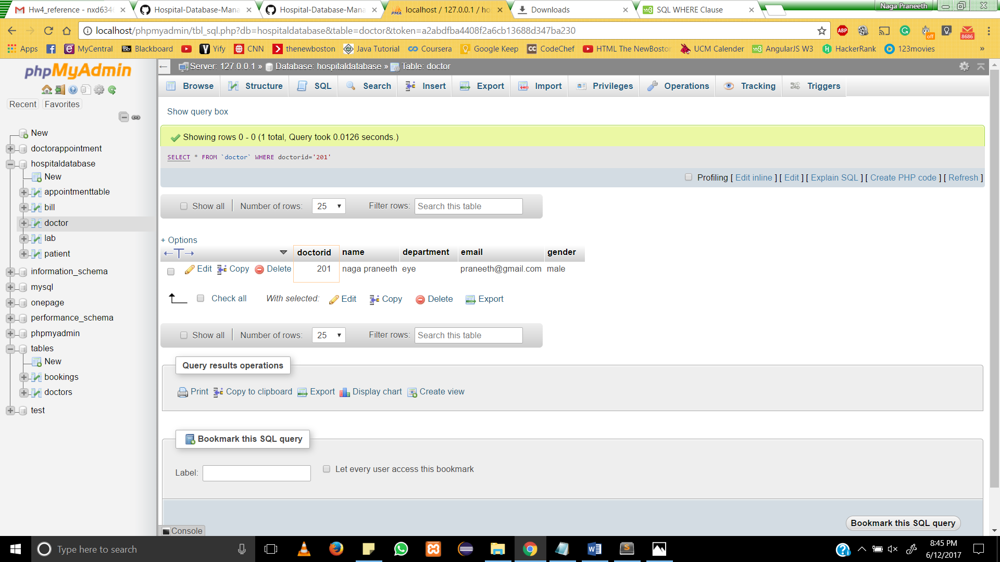 Hw4_reference - nxd634 Hospital-Database-Mana Hospital-Database-Mana localhost / 127.0.0.1 / ho Downloads SQL WHERE Clause Naga Praneeth
localhost/phpmyadmin/tbl_sql.php?db=hospitaldatabase&table=doctor&token=a2abdfba4408f2a6cb13688d347ba230 ABP off 8686
Apps MyCentral Bb Blackboard Yify CNN thenewboston Java Tutorial Coursera Google Keep CC CodeChef HTML The NewBosto UCM Calender w3 AngularJS W3 HackerRank 123movies »
phpMyAdmin
Recent Favorites
New
doctorappointment
hospitaldatabase
New
appointmenttable
bill
doctor
lab
patient
information_schema
mysql
onepage
performance_schema
phpmyadmin
tables
New
bookings
doctors
test
Server: 127.0.0.1 » Database: hospitaldatabase » Table: doctor
Browse Structure SQL Search Insert Export Import Privileges Operations Tracking Triggers
Show query box
Showing rows 0 - 0 (1 total, Query took 0.0126 seconds.)
SELECT * FROM `doctor` WHERE doctorid='201'
Profiling [ Edit inline ] [ Edit ] [ Explain SQL ] [ Create PHP code ] [ Refresh ]
Show all Number of rows: 25 Filter rows: Search this table
+ Options
doctorid name department email gender
Edit Copy Delete 201 naga praneeth eye praneeth@gmail.com male
Check all With selected: Edit Copy Delete Export
Show all Number of rows: 25 Filter rows: Search this table
Query results operations
Print Copy to clipboard Export Display chart Create view
Bookmark this SQL query
Label: Let every user access this bookmark
Bookmark this SQL query
Console
Type here to search
8:45 PM
6/12/2017